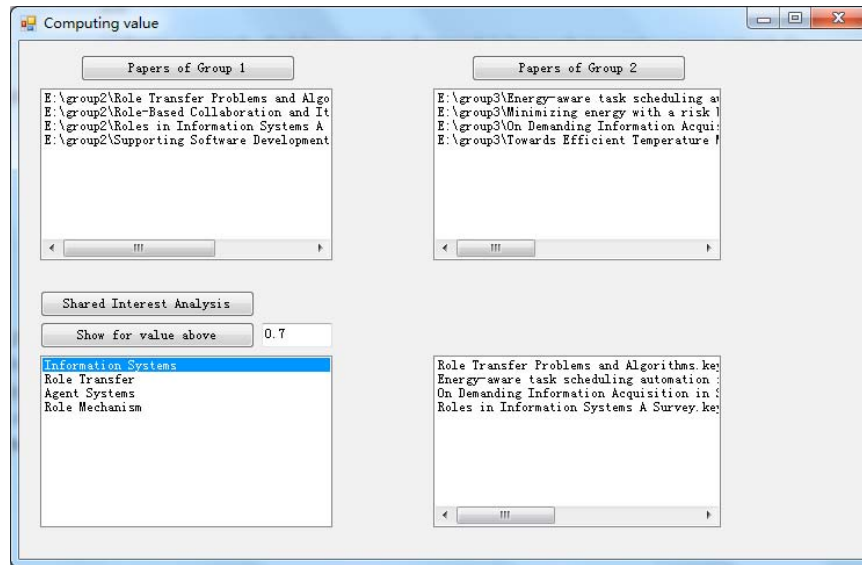 Computing value
Papers of Group 1
Papers of Group 2
E:\group2\Role Transfer Problems and Algo
E:\group2\Role-Based Collaboration and It
E:\group2\Roles in Information Systems A
E:\group2\Supporting Software Development
E:\group3\Energy-aware task scheduling
E:\group3\Minimizing energy with a risk
E:\group3\On Demanding Information Acquis
E:\group3\Towards Efficient Temperature
Shared Interest Analysis
Show for value above
0.7
Information Systems
Role Transfer
Agent Systems
Role Mechanism
Role Transfer Problems and Algorithms.key
Energy-aware task scheduling automation
On Demanding Information Acquisition in
Roles in Information Systems A Survey.key